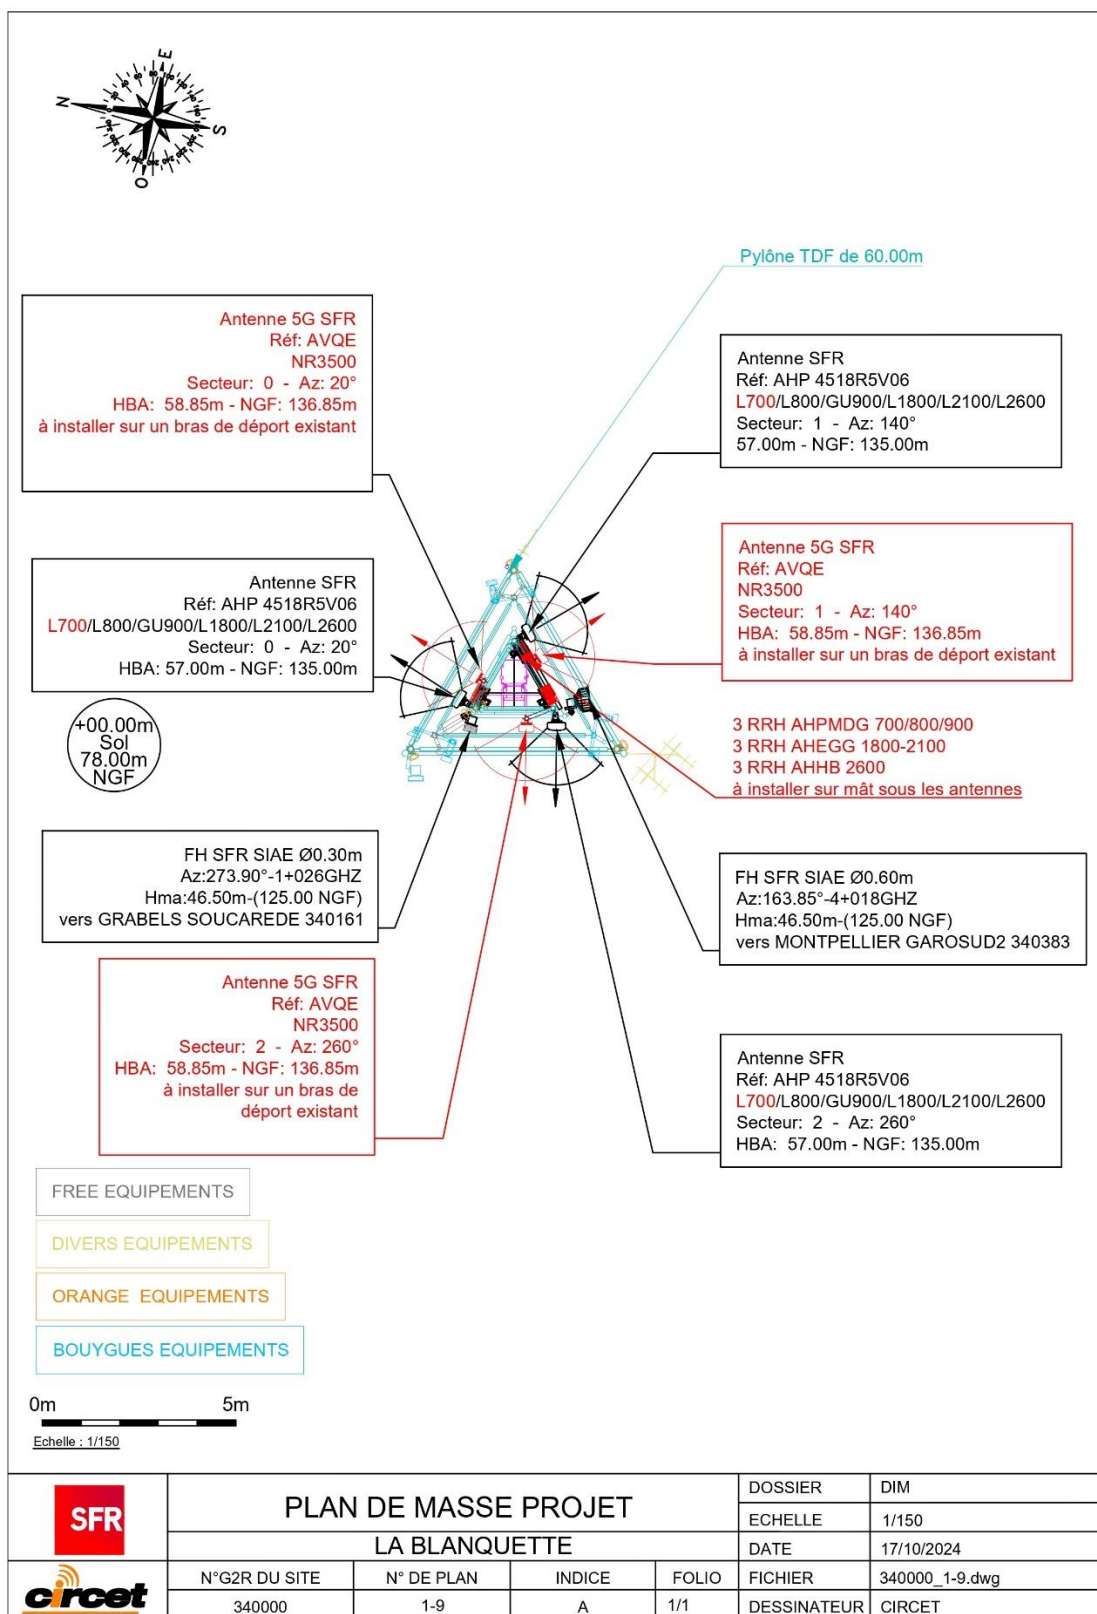 N
E
S
O
Pylône TDF de 60.00m
Antenne 5G SFR
Réf: AVQE
NR3500
Secteur: 0 - Az: 20°
HBA: 58.85m - NGF: 136.85m
à installer sur un bras de déport existant
Antenne SFR
Réf: AHP 4518R5V06
L700/L800/GU900/L1800/L2100/L2600
Secteur: 1 - Az: 140°
57.00m - NGF: 135.00m
Antenne 5G SFR
Réf: AVQE
NR3500
Secteur: 1 - Az: 140°
HBA: 58.85m - NGF: 136.85m
à installer sur un bras de déport existant
Antenne SFR
Réf: AHP 4518R5V06
L700/L800/GU900/L1800/L2100/L2600
Secteur: 0 - Az: 20°
HBA: 57.00m - NGF: 135.00m
+00.00m
Sol
78.00m
NGF
3 RRH AHPMDG 700/800/900
3 RRH AHEGG 1800-2100
3 RRH AHHB 2600
à installer sur mât sous les antennes
FH SFR SIAE Ø0.30m
Az:273.90°-1+026GHZ
Hma:46.50m-(125.00 NGF)
vers GRABELS SOUCAREDE 340161
FH SFR SIAE Ø0.60m
Az:163.85°-4+018GHZ
Hma:46.50m-(125.00 NGF)
vers MONTPELLIER GAROSUD2 340383
Antenne 5G SFR
Réf: AVQE
NR3500
Secteur: 2 - Az: 260°
HBA: 58.85m - NGF: 136.85m
à installer sur un bras de
déport existant
Antenne SFR
Réf: AHP 4518R5V06
L700/L800/GU900/L1800/L2100/L2600
Secteur: 2 - Az: 260°
HBA: 57.00m - NGF: 135.00m
FREE EQUIPEMENTS
DIVERS EQUIPEMENTS
ORANGE EQUIPEMENTS
BOUYGUES EQUIPEMENTS
0m 5m
Echelle : 1/150
SFR
circet
PLAN DE MASSE PROJET
LA BLANQUETTE
N°G2R DU SITE N° DE PLAN INDICE FOLIO
340000 1-9 A 1/1
DOSSIER DIM
ECHELLE 1/150
DATE 17/10/2024
FICHIER 340000_1-9.dwg
DESSINATEUR CIRCET